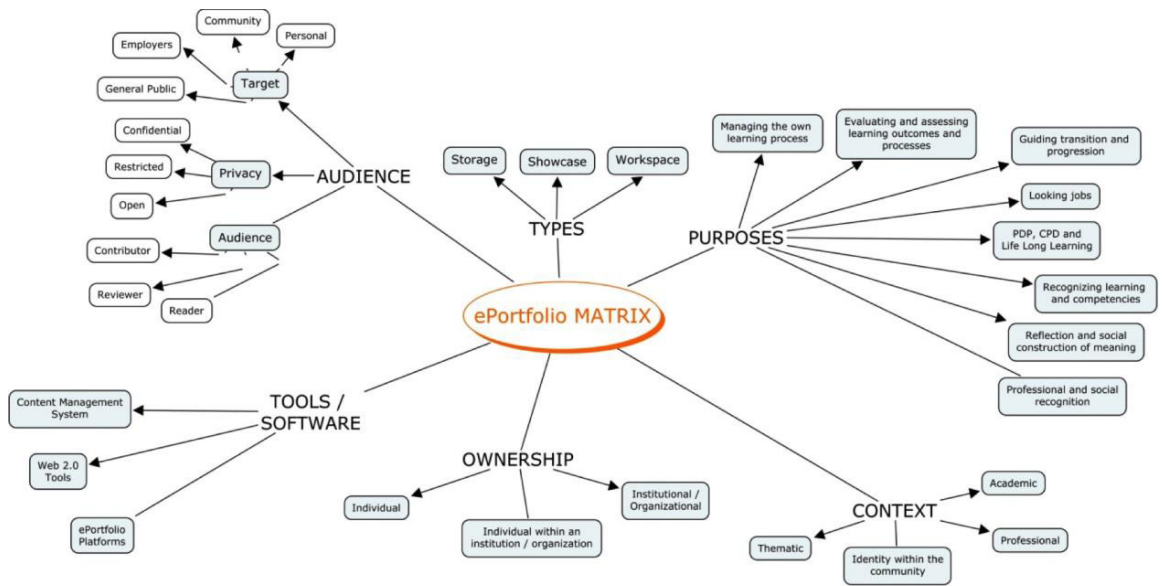 Community
Employers
Personal
Target
General Public
Confidential
Restricted
Privacy
Open
AUDIENCE
Audience
Contributor
Reviewer
Reader
Storage
Showcase
Workspace
TYPES
Managing the own
learning process
Evaluating and assessing
learning outcomes and
processes
Guiding transition and
progression
Looking jobs
PURPOSES
PDP, CPD and
Life Long Learning
Recognizing learning
and competencies
Reflection and social
construction of meaning
Professional and social
recognition
ePortfolio MATRIX
TOOLS /
SOFTWARE
Content Management
System
Web 2.0
Tools
ePortfolio
Platforms
OWNERSHIP
Individual
Individual within an
institution / organization
Institutional /
Organizational
CONTEXT
Academic
Professional
Thematic
Identity within the
community